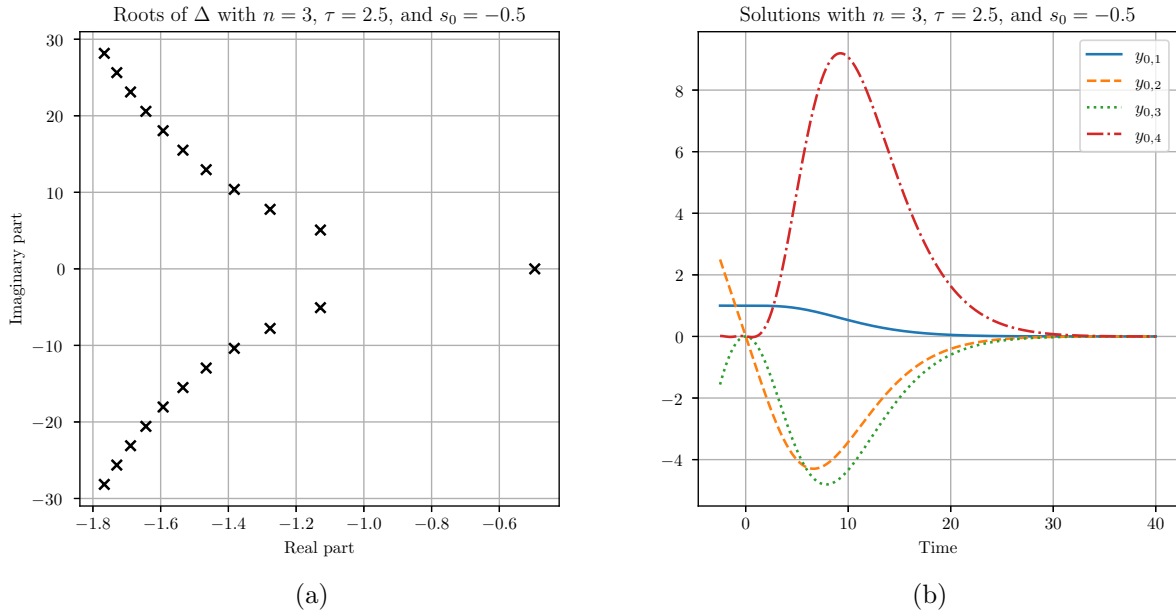 Roots of Δ with n = 3, τ = 2.5, and s₀ = −0.5
30
20
10
0
−10
−20
−30
Imaginary part
−1.8
−1.6
−1.4
−1.2
−1.0
−0.8
−0.6
Real part
(a)
Solutions with n = 3, τ = 2.5, and s₀ = −0.5
y₀,₁
y₀,₂
y₀,₃
y₀,₄
8
6
4
2
0
−2
−4
0
10
20
30
40
Time
(b)